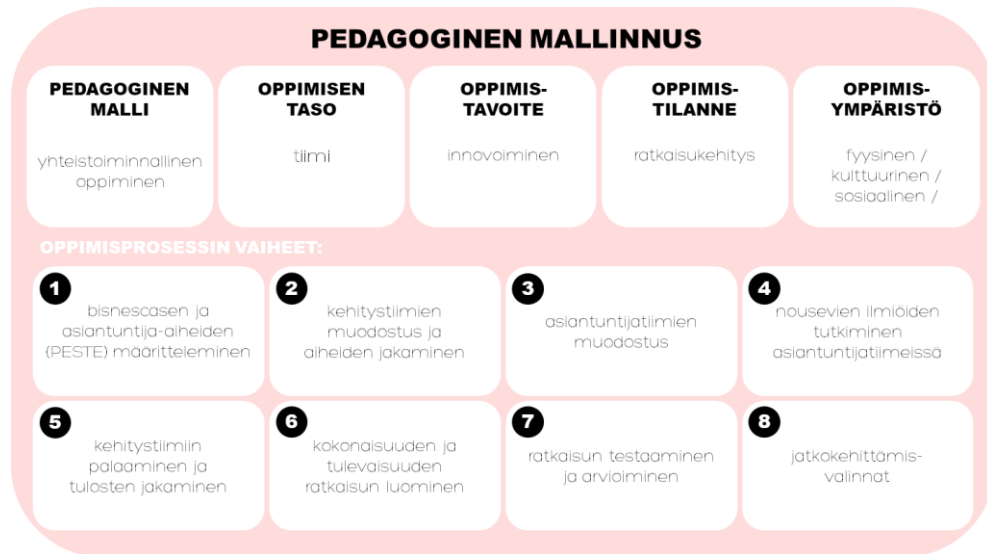 PEDAGOGINEN MALLINNUS
PEDAGOGINEN
MALLI
yhteistoiminnallinen
oppiminen
OPPIMISEN
TASO
tiimi
OPPIMIS-
TAVOITE
innovoiminen
OPPIMIS-
TILANNE
ratkaisukehitys
OPPIMIS-
YMPÄRISTÖ
fyysinen /
kulttuurinen /
sosiaalinen /
OPPIMISPROSESSIN VAIHEET:
1
bisnescasen ja
asiantuntija-aiheiden
(PESTE) määritteleminen
2
kehitystiimien
muodostus ja
aiheiden jakaminen
3
asiantuntijatiimien
muodostus
4
nousevien ilmiöiden
tutkiminen
asiantuntijatiimeissä
5
kehitystiimiin
palaaminen ja
tulosten jakaminen
6
kokonaisuuden ja
tulevaisuuden
ratkaisun luominen
7
ratkaisun testaaminen
ja arvioiminen
8
jatkokehittämis-
valinnat